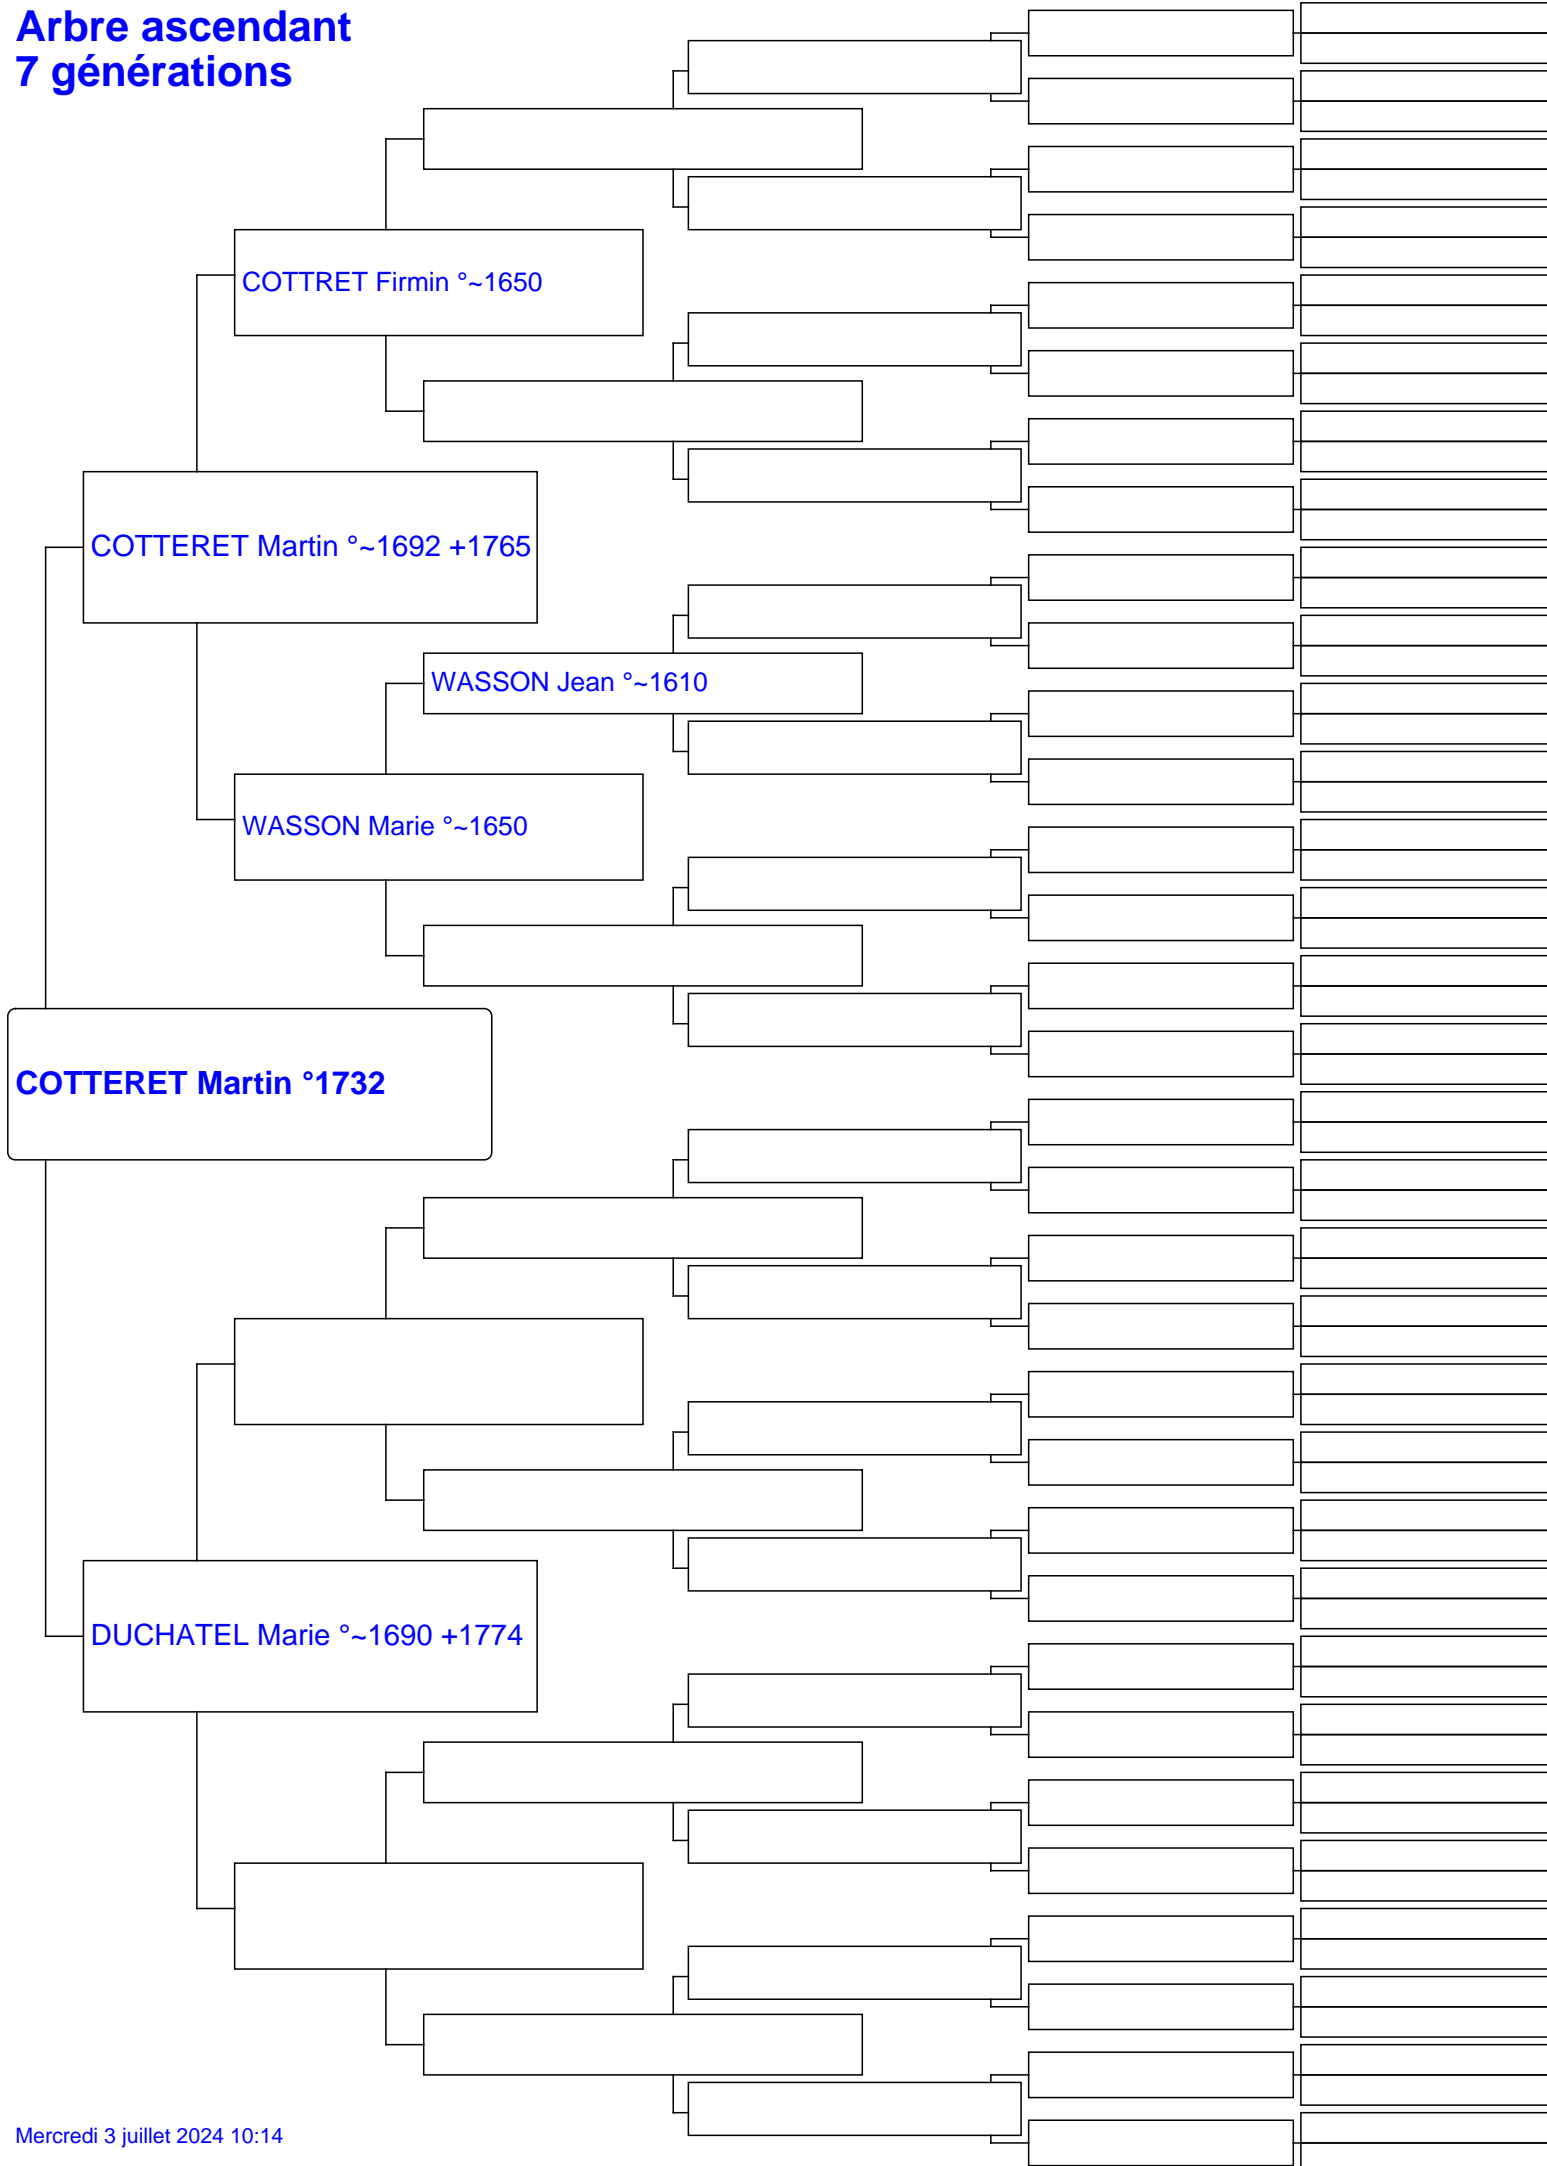 Arbre ascendant
7 générations
COTTRET Firmin °~1650
COTTERET Martin °~1692 +1765
WASSON Jean °~1610
WASSON Marie °~1650
COTTERET Martin °1732
DUCHATEL Marie °~1690 +1774
Mercredi 3 juillet 2024 10:14